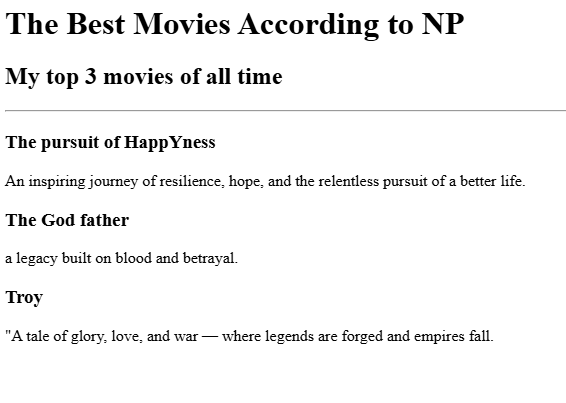 The Best Movies According to NP
My top 3 movies of all time
The pursuit of HappYness
An inspiring journey of resilience, hope, and the relentless pursuit of a better life.
The God father
a legacy built on blood and betrayal.
Troy
"A tale of glory, love, and war — where legends are forged and empires fall.